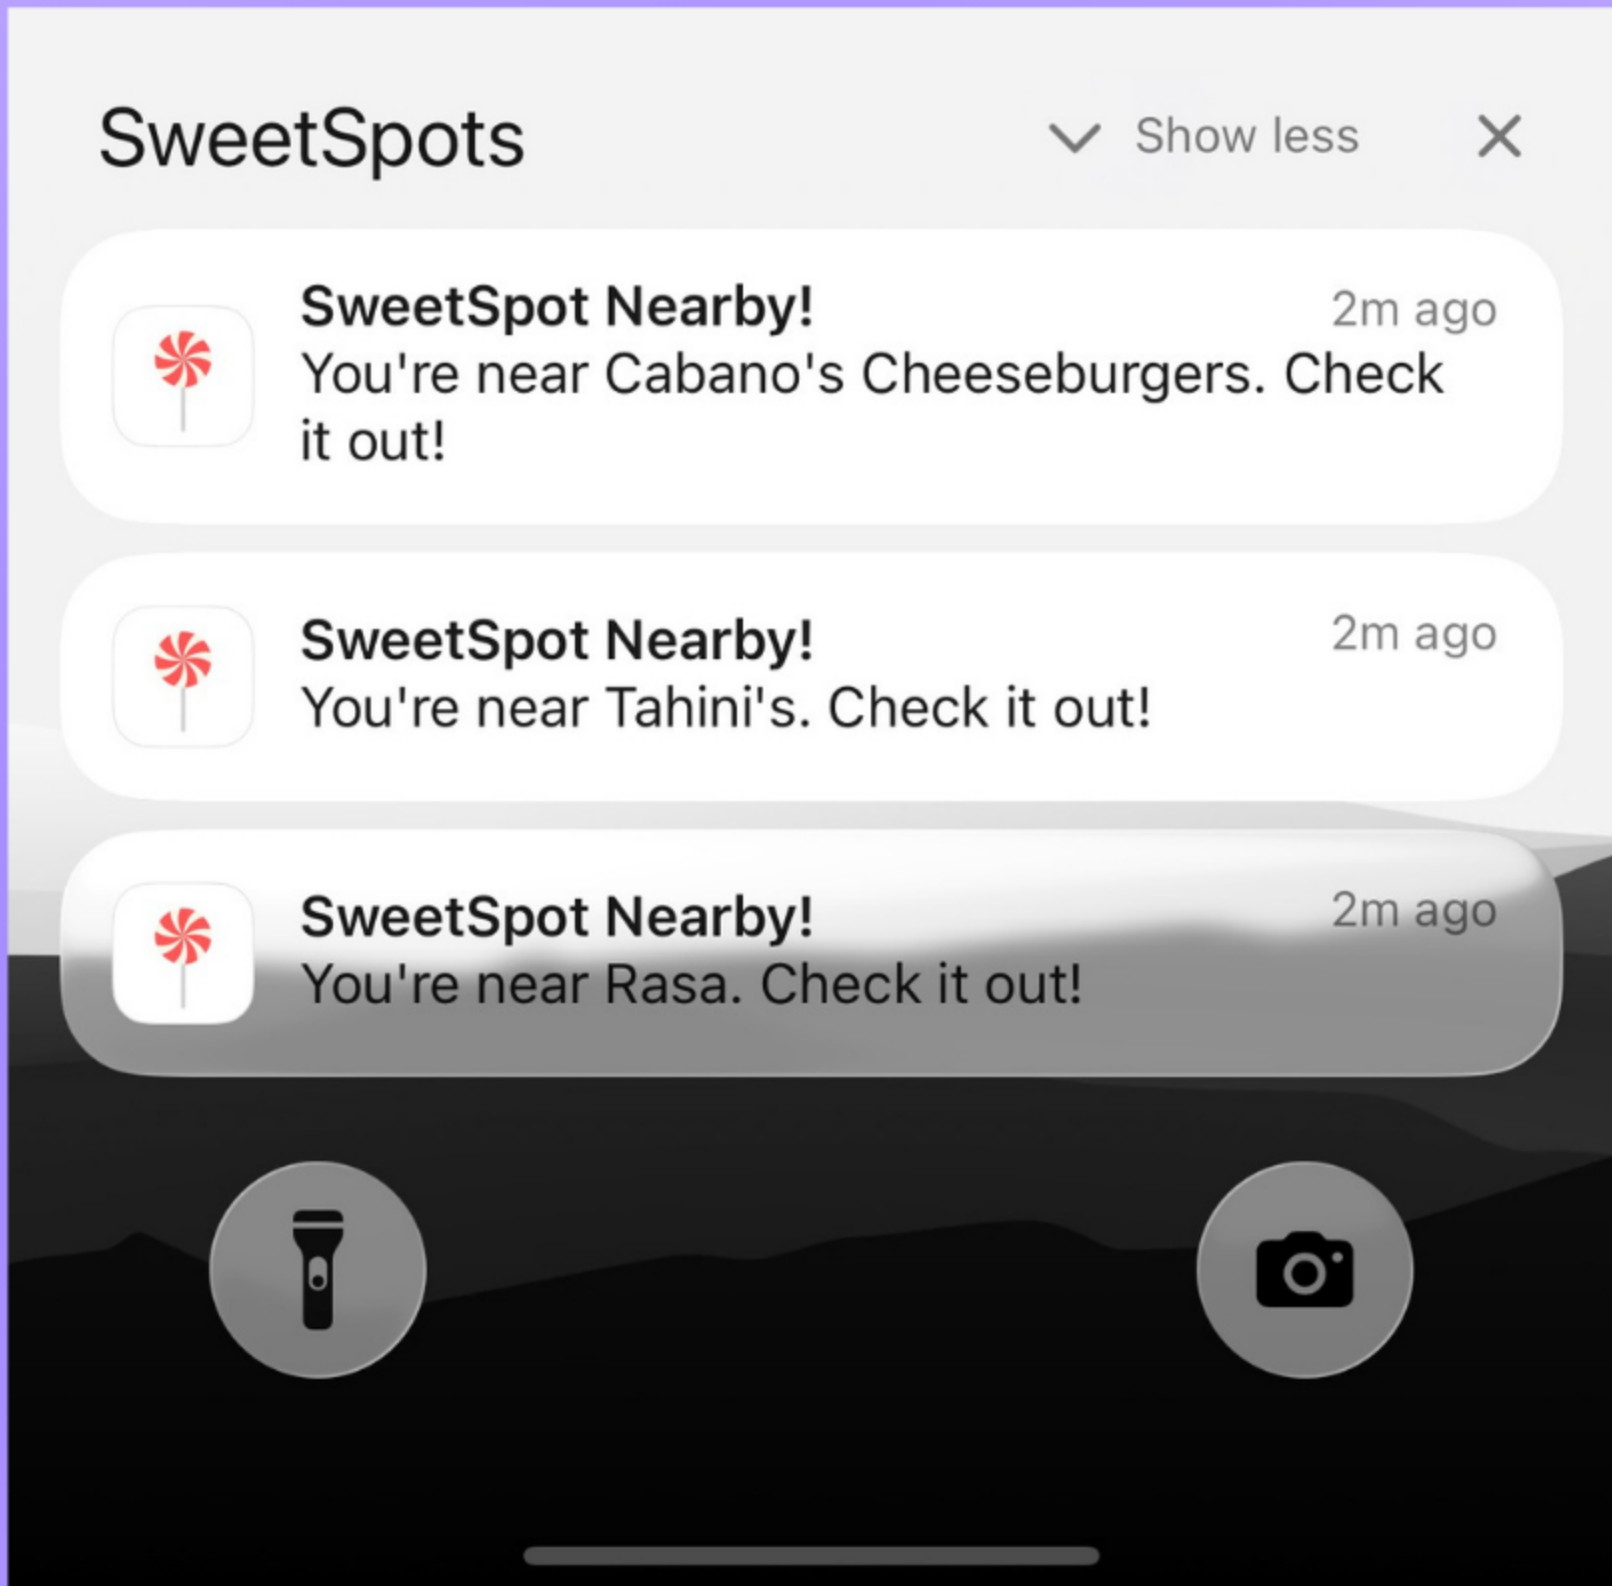 SweetSpots
Show less
SweetSpot Nearby!
2m ago
You're near Cabano's Cheeseburgers. Check
it out!
SweetSpot Nearby!
2m ago
You're near Tahini's. Check it out!
SweetSpot Nearby!
2m ago
You're near Rasa. Check it out!